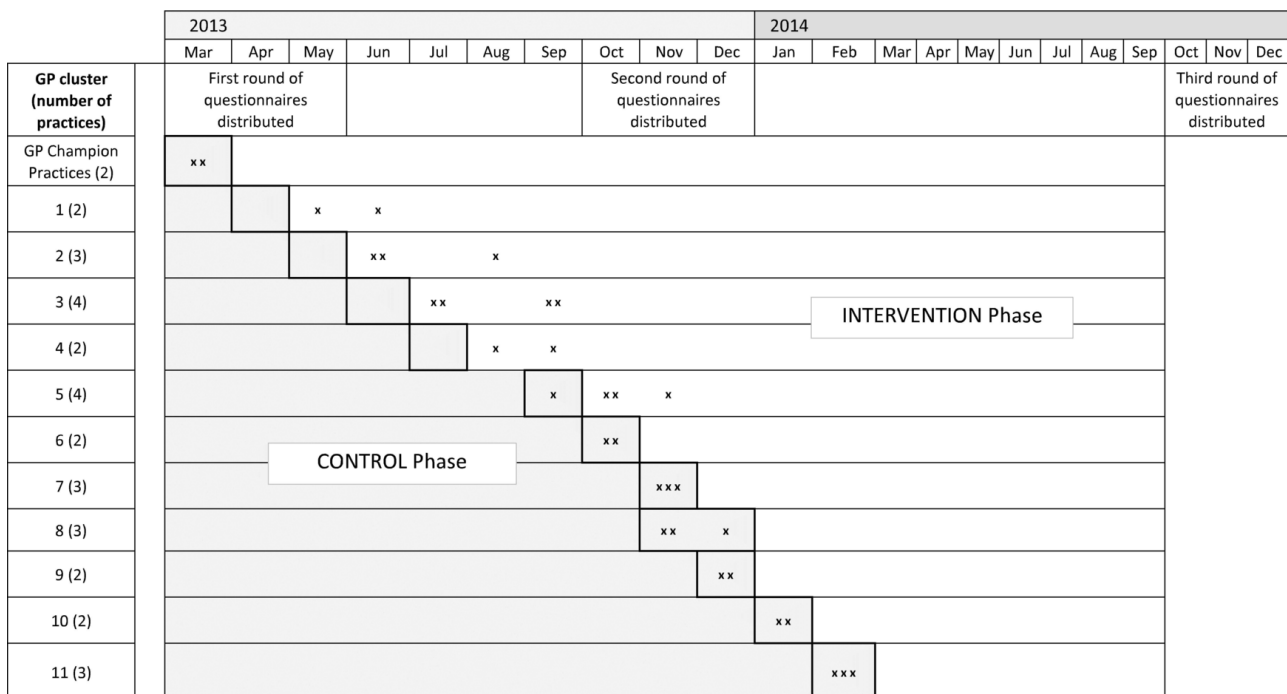 2013 2014
Mar Apr May Jun Jul Aug Sep Oct Nov Dec Jan Feb Mar Apr May Jun Jul Aug Sep Oct Nov Dec
GP cluster
(number of
practices)
First round of
questionnaires
distributed
Second round of
questionnaires
distributed
Third round of
questionnaires
distributed
GP Champion
Practices (2)
x x
1 (2) x x
2 (3) x x x
3 (4) x x x x
INTERVENTION Phase
4 (2) x x
5 (4) x x x x
6 (2) x x
CONTROL Phase
7 (3) x x x
8 (3) x x x
9 (2) x x
10 (2) x x
11 (3) x x x